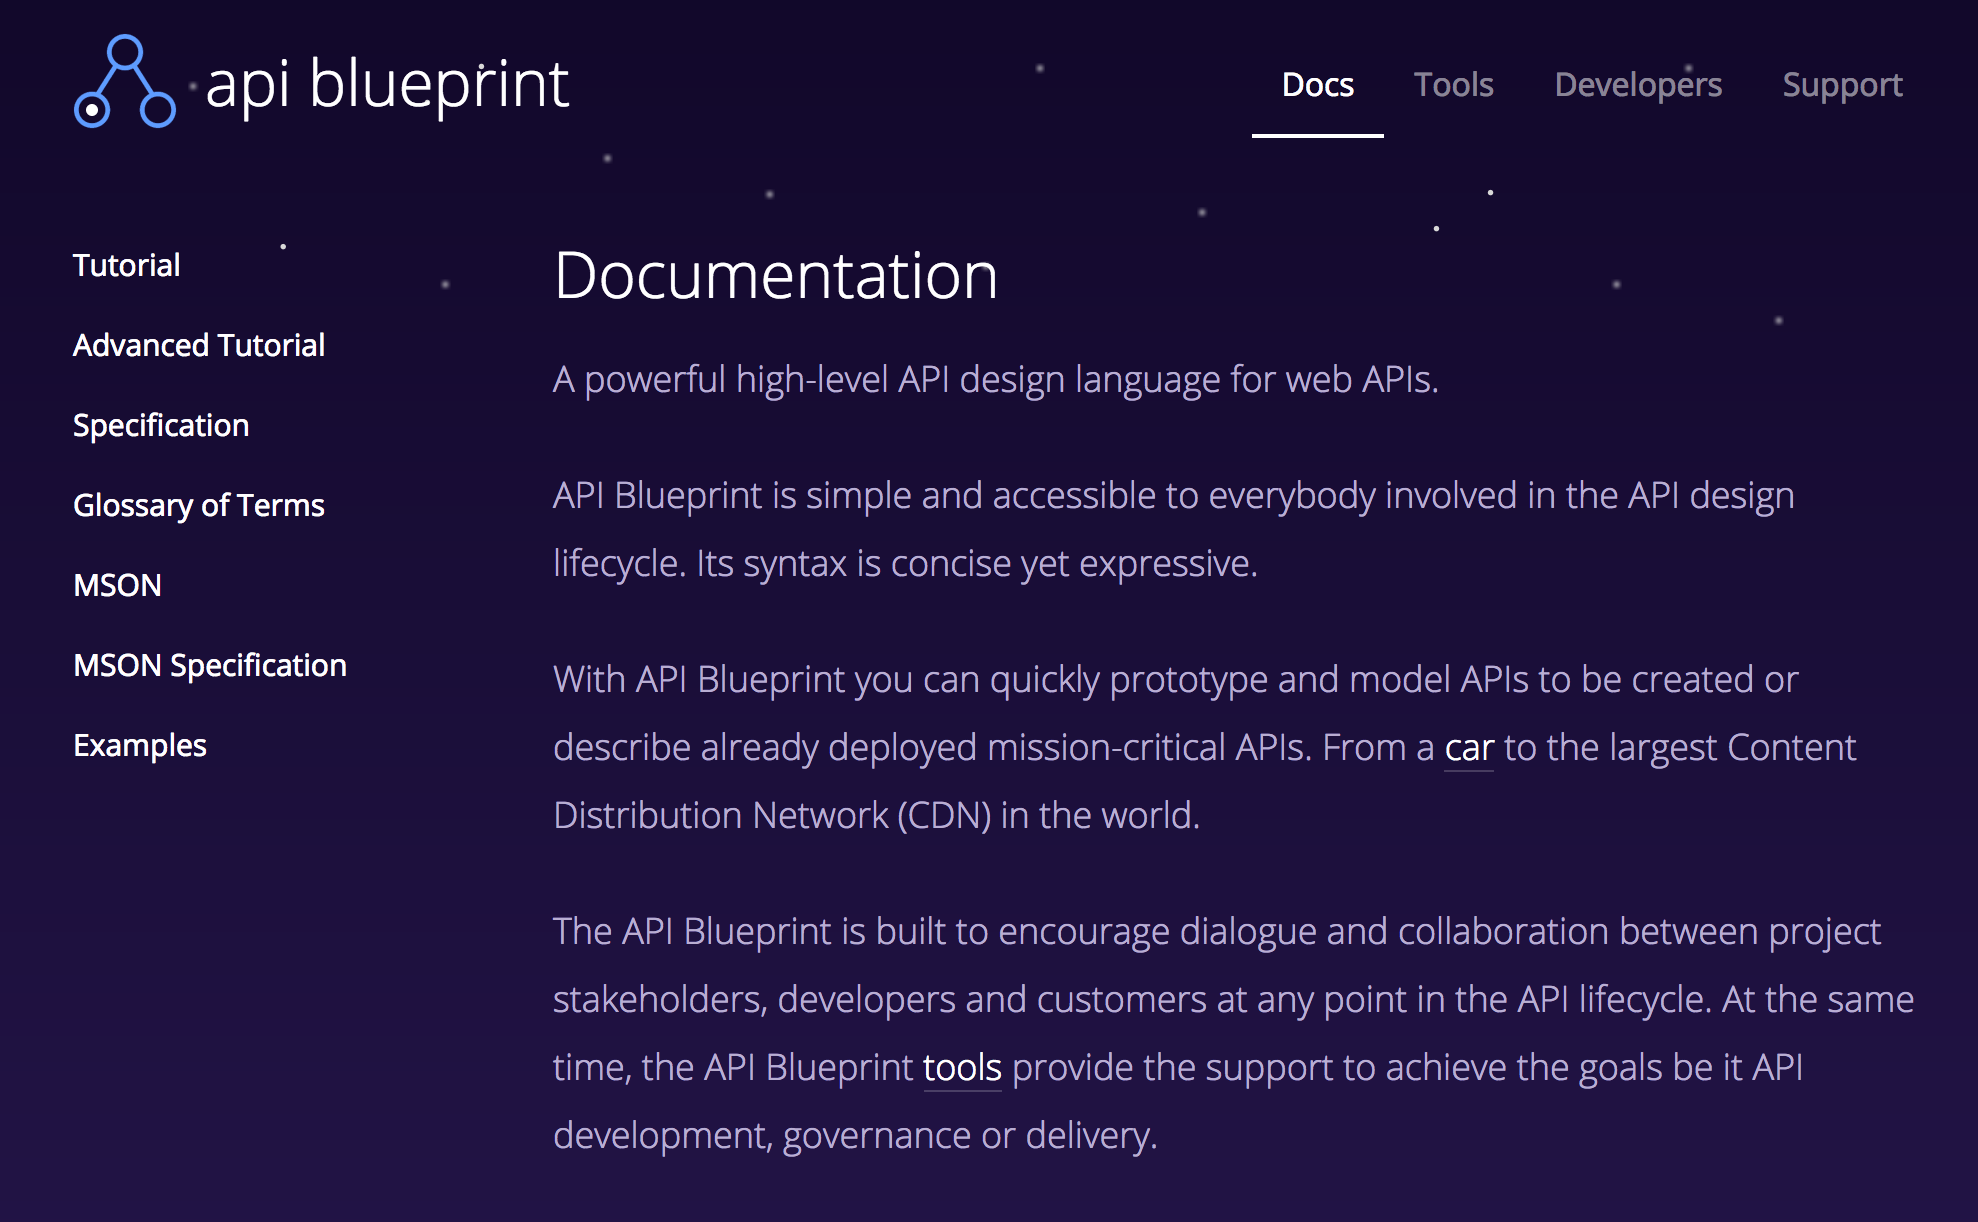 api blueprint
Docs
Tools
Developers
Support
Tutorial
Advanced Tutorial
Specification
Glossary of Terms
MSON
MSON Specification
Examples
Documentation
A powerful high-level API design language for web APIs.
API Blueprint is simple and accessible to everybody involved in the API design
lifecycle. Its syntax is concise yet expressive.
With API Blueprint you can quickly prototype and model APIs to be created or
describe already deployed mission-critical APIs. From a car to the largest Content
Distribution Network (CDN) in the world.
The API Blueprint is built to encourage dialogue and collaboration between project
stakeholders, developers and customers at any point in the API lifecycle. At the same
time, the API Blueprint tools provide the support to achieve the goals be it API
development, governance or delivery.